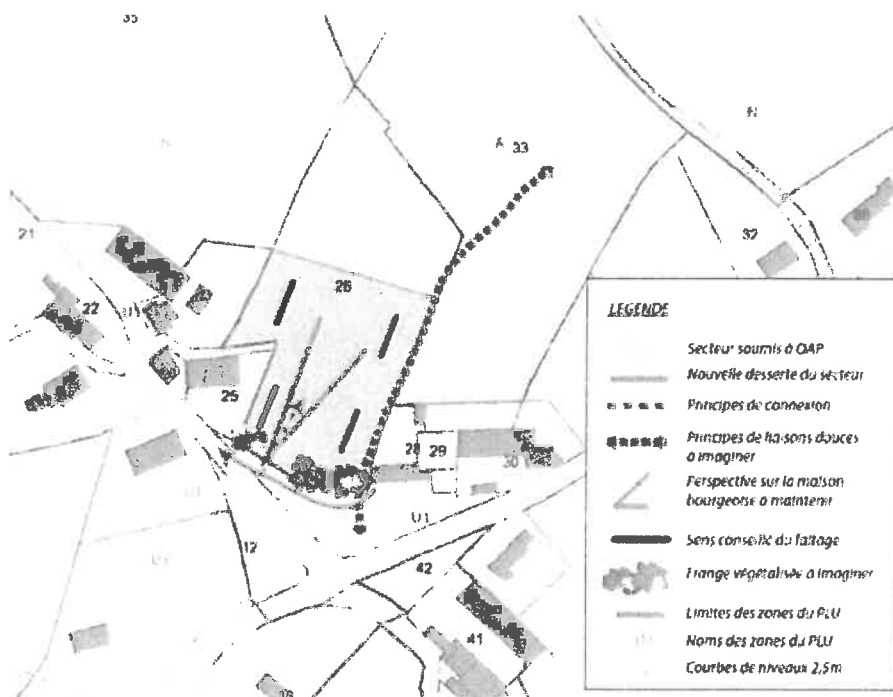 35
N
A 33
21
26
32
22
U1
25
28
29
30
U1
12
42
41
LEGENDE
Secteur soumis à OAP
Nouvelle desserte du secteur
Principes de connexion
Principes de liaisons douces
à imaginer
Perspective sur la maison
bourgeoise à maintenir
Sens conseillé du faîtage
Frange végétalisée à imaginer
Limites des zones du PLU
Noms des zones du PLU
Courbes de niveaux 2,5m